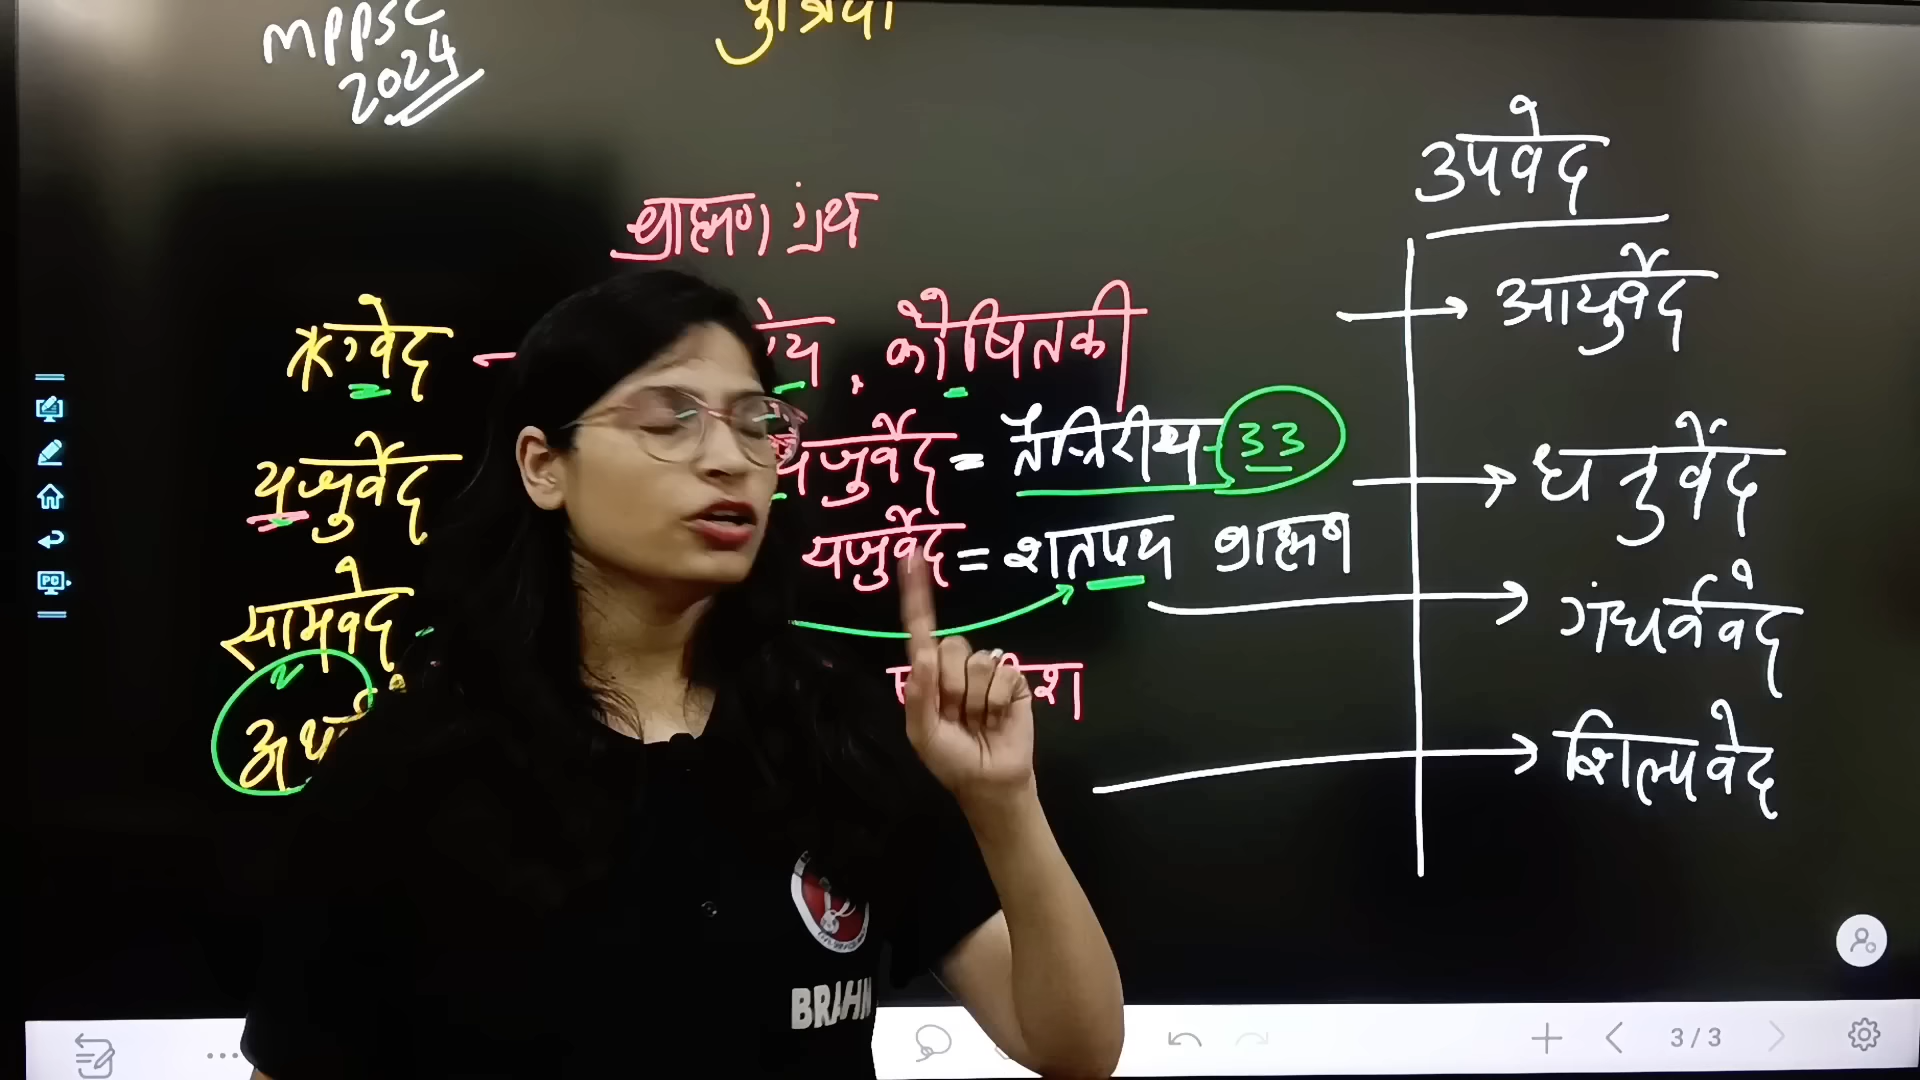 MPPSC
2024
ब्राह्मण ग्रंथ
उपवेद
ऋग्वेद - , कौषितकी → आयुर्वेद
यजुर्वेद यजुर्वेद = तैत्तिरीय - 33 → धनुर्वेद
यजुर्वेद = शतपथ ब्राह्मण
सामवेद → गंधर्ववेद
→ शिल्पवेद
BRAHM
3/3
PC